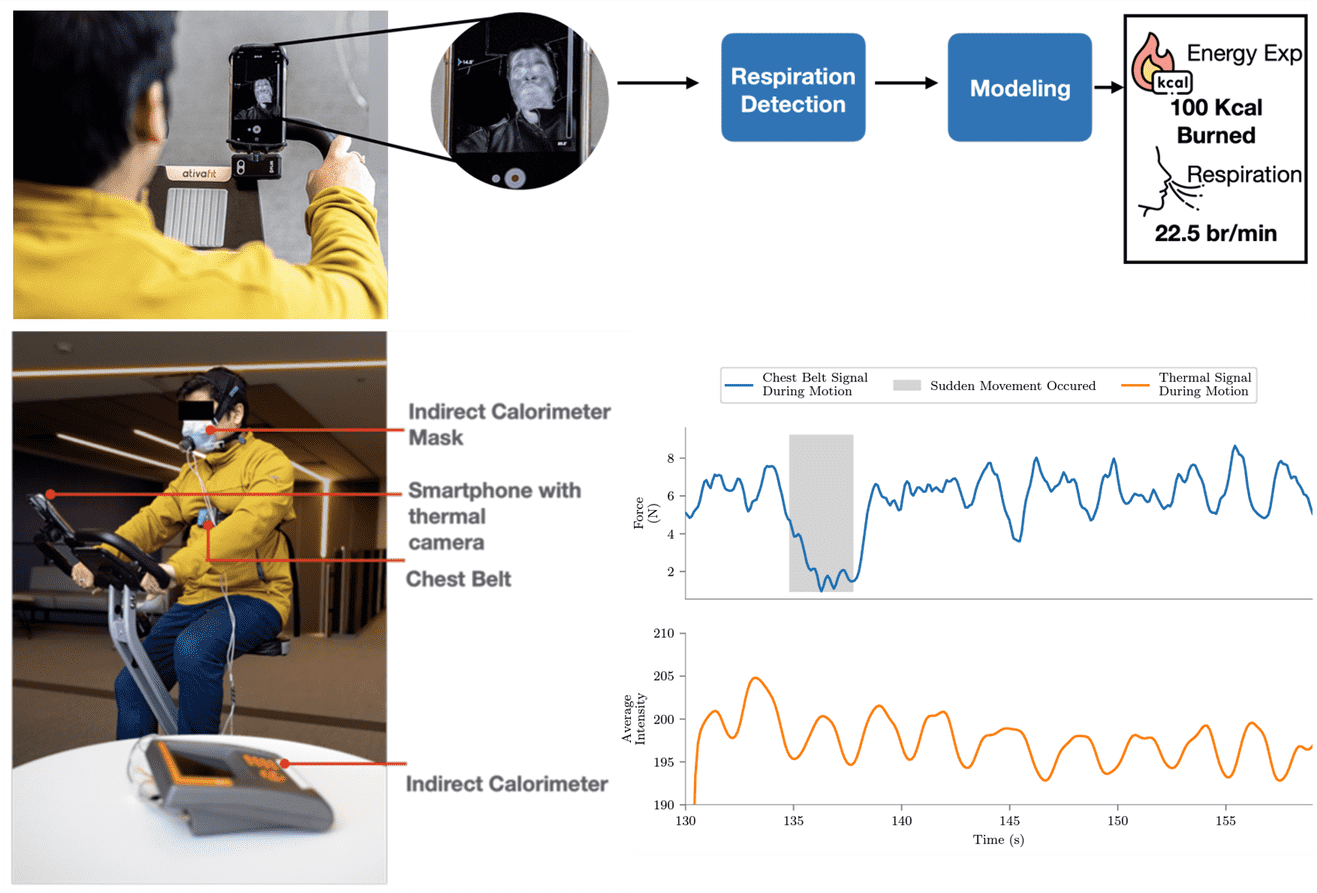 ativafit
Respiration
Detection
Modeling
Energy Exp
kcal
100 Kcal
Burned
Respiration
22.5 br/min
Indirect Calorimeter
Mask
Smartphone with
thermal
camera
Chest Belt
Indirect Calorimeter
Chest Belt Signal
During Motion
Sudden Movement Occured
Thermal Signal
During Motion
Force
(N)
8
6
4
2
Average
Intensity
210
205
200
195
190
130
135
140
145
150
155
Time (s)